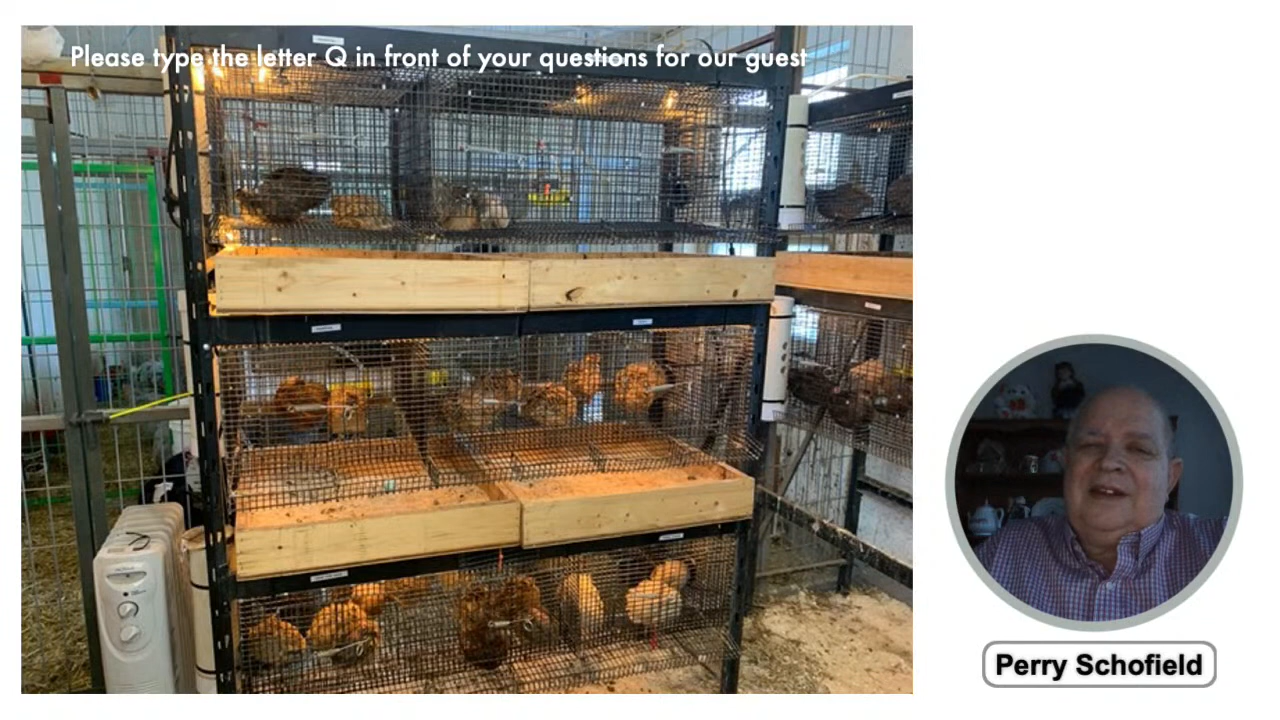 Please type the letter Q in front of your questions for our guest
Perry Schofield